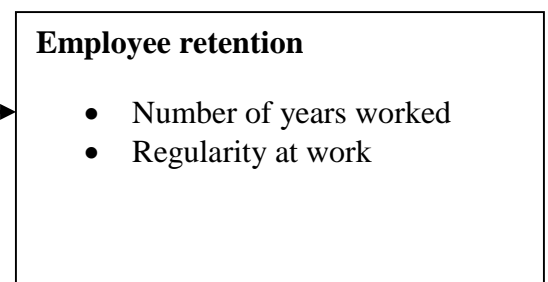 Employee retention
• Number of years worked
• Regularity at work